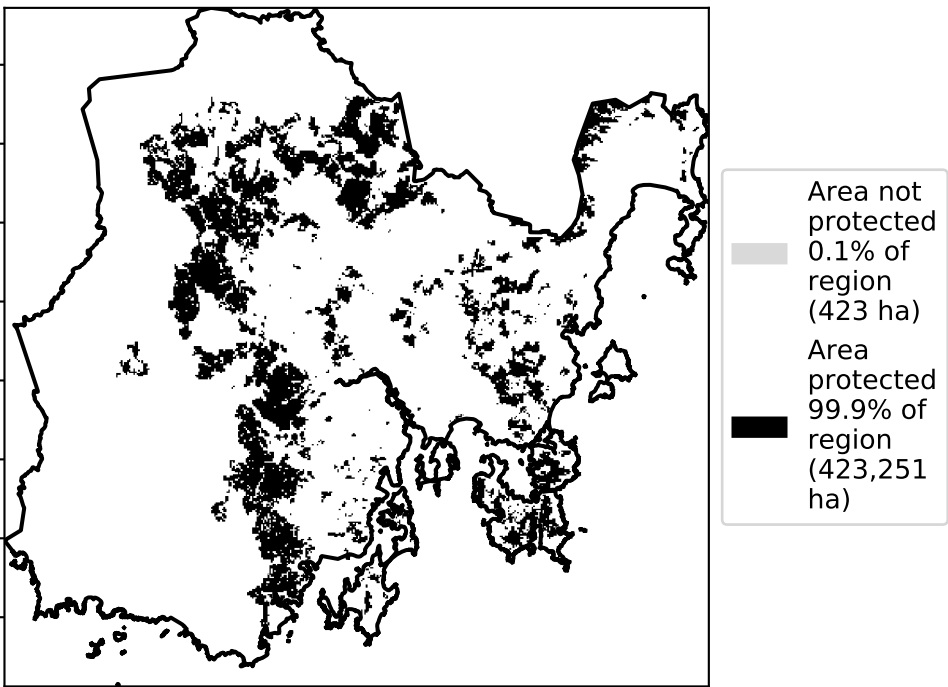 Area not
protected
0.1% of
region
(423 ha)
Area
protected
99.9% of
region
(423,251
ha)